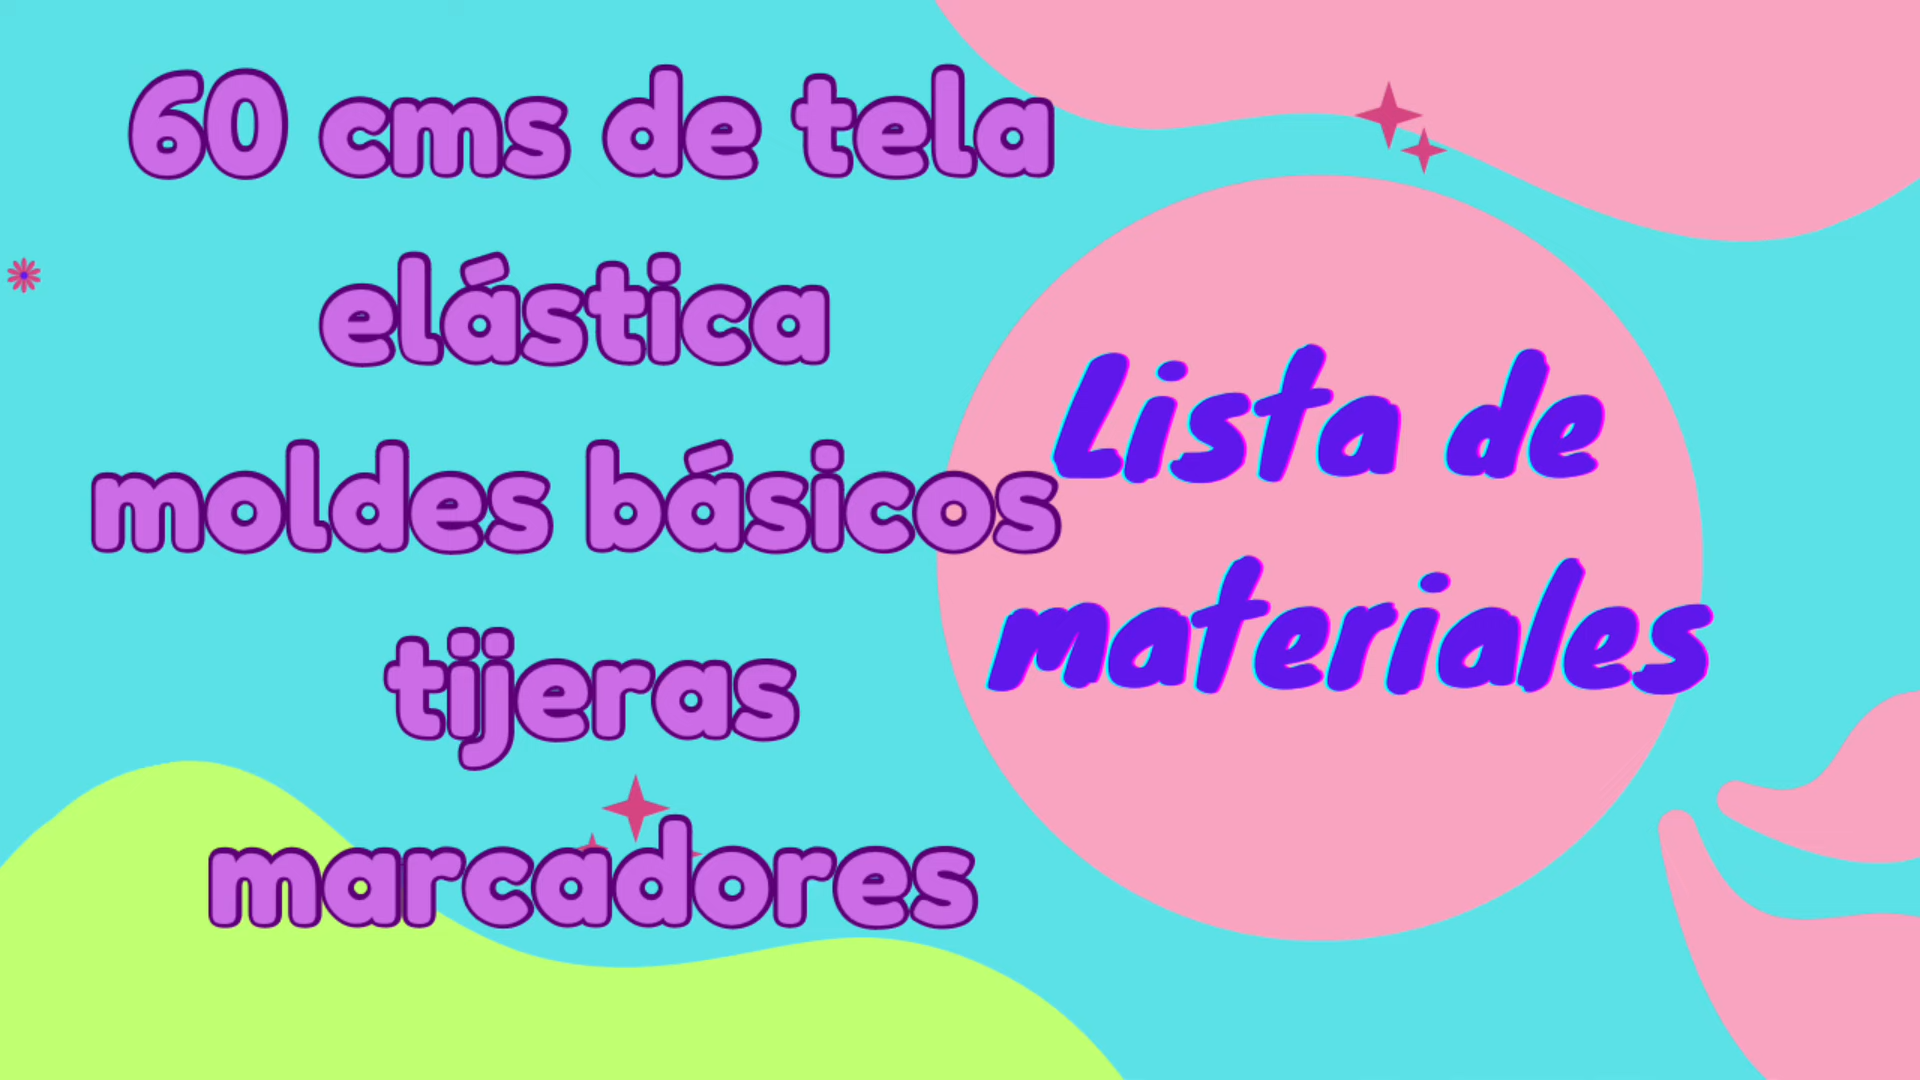 60 cms de tela
elástica
moldes básicos
tijeras
marcadores
Lista de
materiales